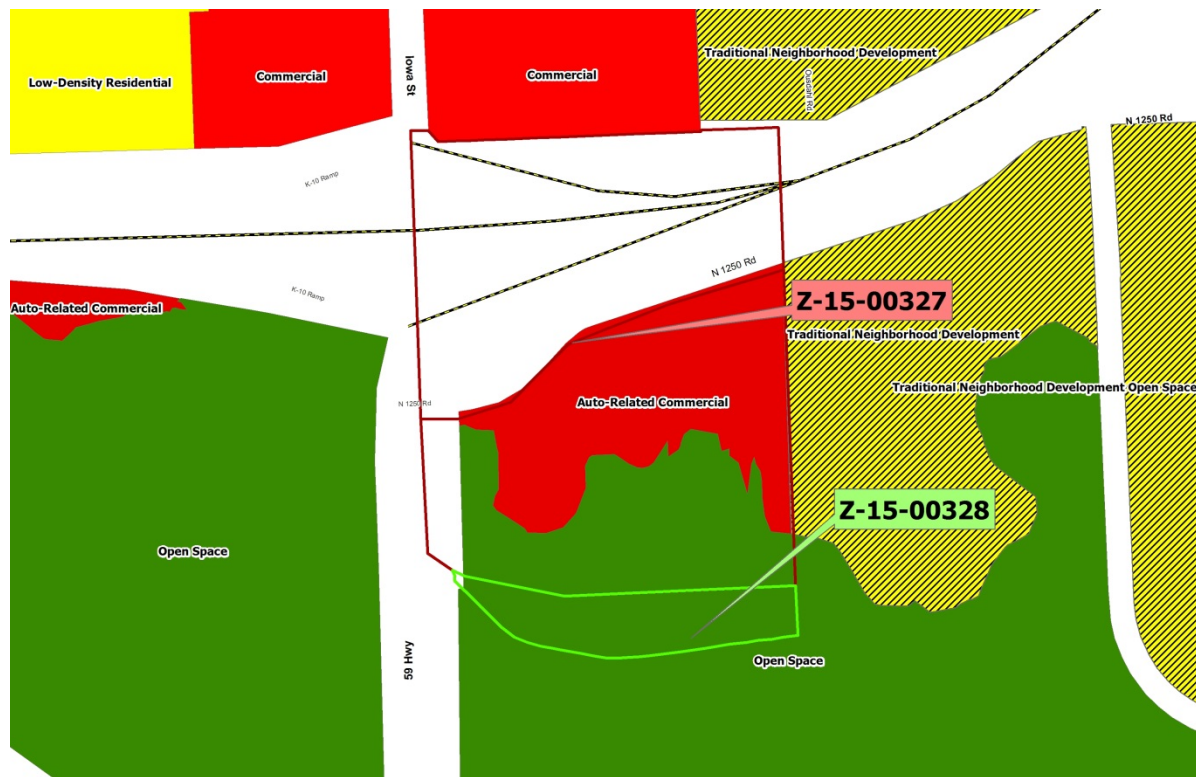 Iowa St
Traditional Neighborhood Development
Low-Density Residential
Commercial
Commercial
Ousdahl Rd
N 1250 Rd
K-10 Ramp
N 1250 Rd
K-10 Ramp
Z-15-00327
Auto-Related Commercial
Traditional Neighborhood Development
Traditional Neighborhood Development Open Space
N 1250 Rd
Auto-Related Commercial
Z-15-00328
Open Space
59 Hwy
Open Space